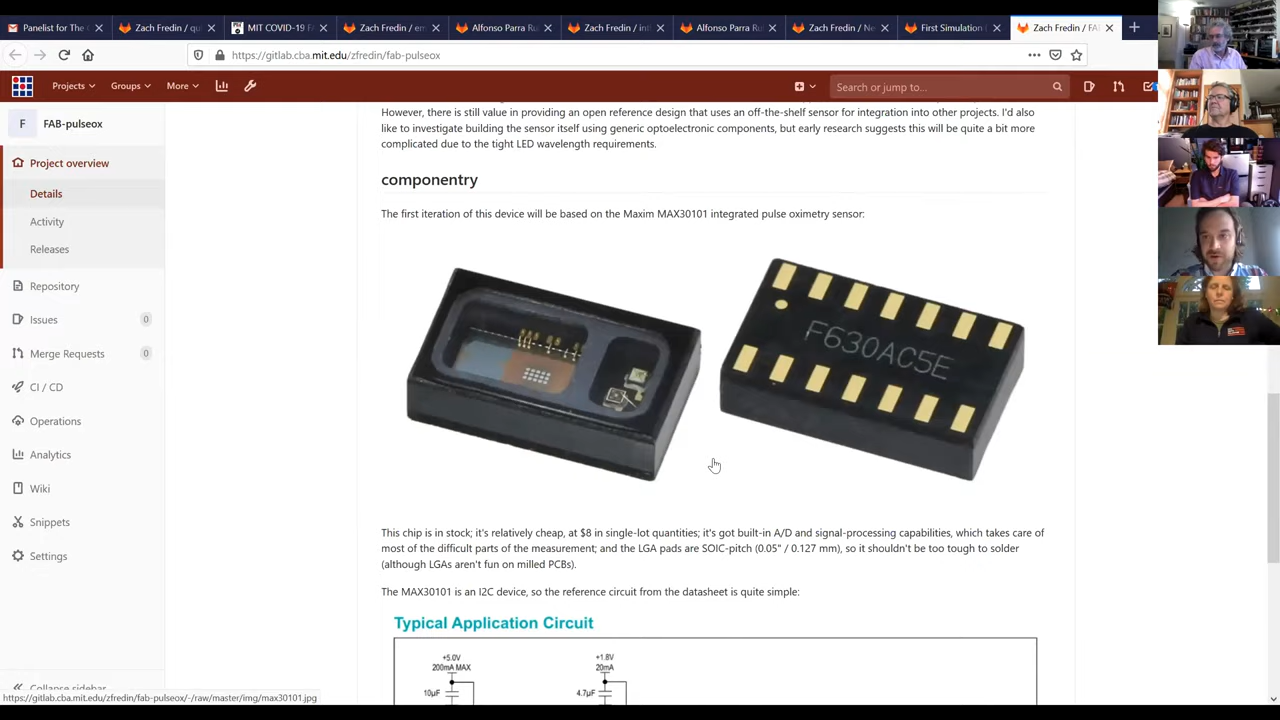 Panelist for The
Zach Fredin / qu
MIT COVID-19
Zach Fredin / en
Alfonso Parra R
Zach Fredin / int
Alfonso Parra Ru
Zach Fredin / Ne
First Simulation
Zach Fredin / FA
https://gitlab.cba.mit.edu/zfredin/fab-pulseox
Projects
Groups
More
Search or jump to...
F
FAB-pulseox
Project overview
Details
Activity
Releases
Repository
Issues
0
Merge Requests
0
CI / CD
Operations
Analytics
Wiki
Snippets
Settings
Collapse sidebar
https://gitlab.cba.mit.edu/zfredin/fab-pulseox/-/raw/master/img/max30101.jpg
However, there is still value in providing an open reference design that uses an off-the-shelf sensor for integration into other projects. I'd also
like to investigate building the sensor itself using generic optoelectronic components, but early research suggests this will be quite a bit more
complicated due to the tight LED wavelength requirements.
componentry
The first iteration of this device will be based on the Maxim MAX30101 integrated pulse oximetry sensor:
F630AC5E
This chip is in stock; it's relatively cheap, at $8 in single-lot quantities; it's got built-in A/D and signal-processing capabilities, which takes care of
most of the difficult parts of the measurement; and the LGA pads are SOIC-pitch (0.05" / 0.127 mm), so it shouldn't be too tough to solder
(although LGAs aren't fun on milled PCBs).
The MAX30101 is an I2C device, so the reference circuit from the datasheet is quite simple:
Typical Application Circuit
+5.0V
200mA MAX
10µF
+1.8V
20mA
4.7µF